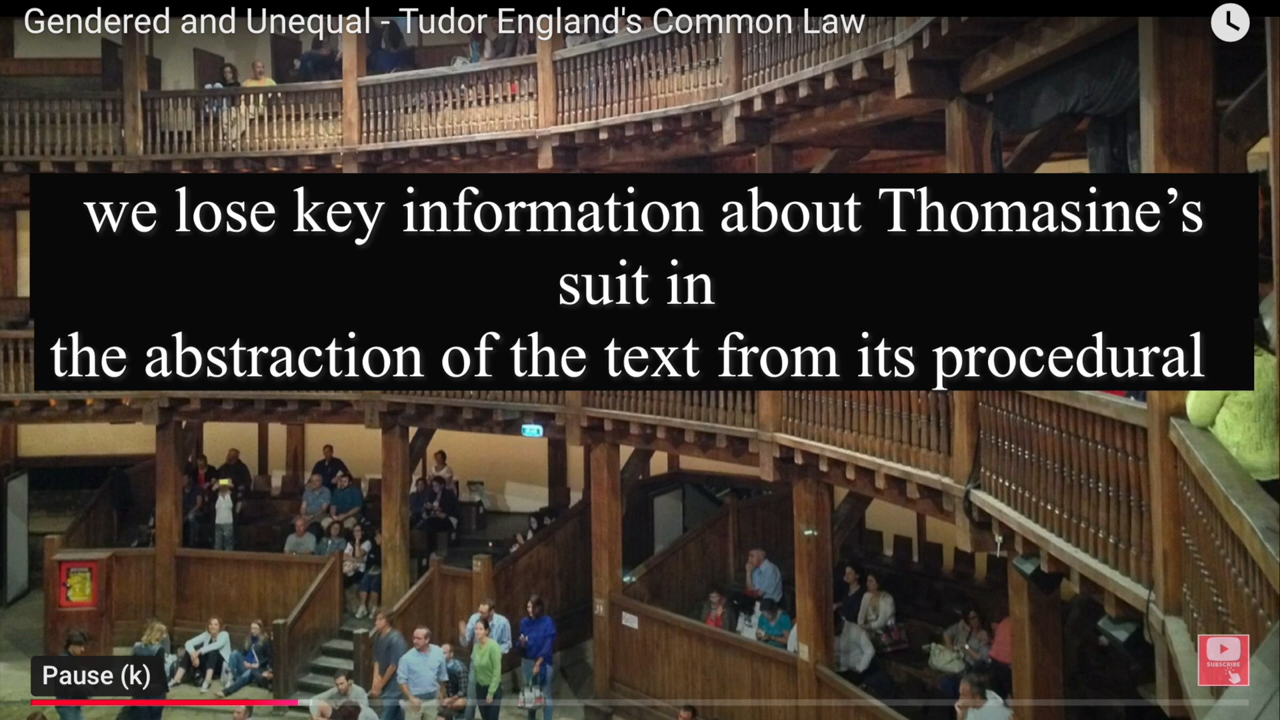 Gendered and Unequal - Tudor England's Common Law
we lose key information about Thomasine’s
suit in
the abstraction of the text from its procedural
Pause (k)
SUBSCRIBE